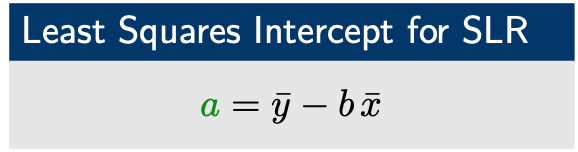 Least Squares Intercept for SLR
a = ȳ − b x̄